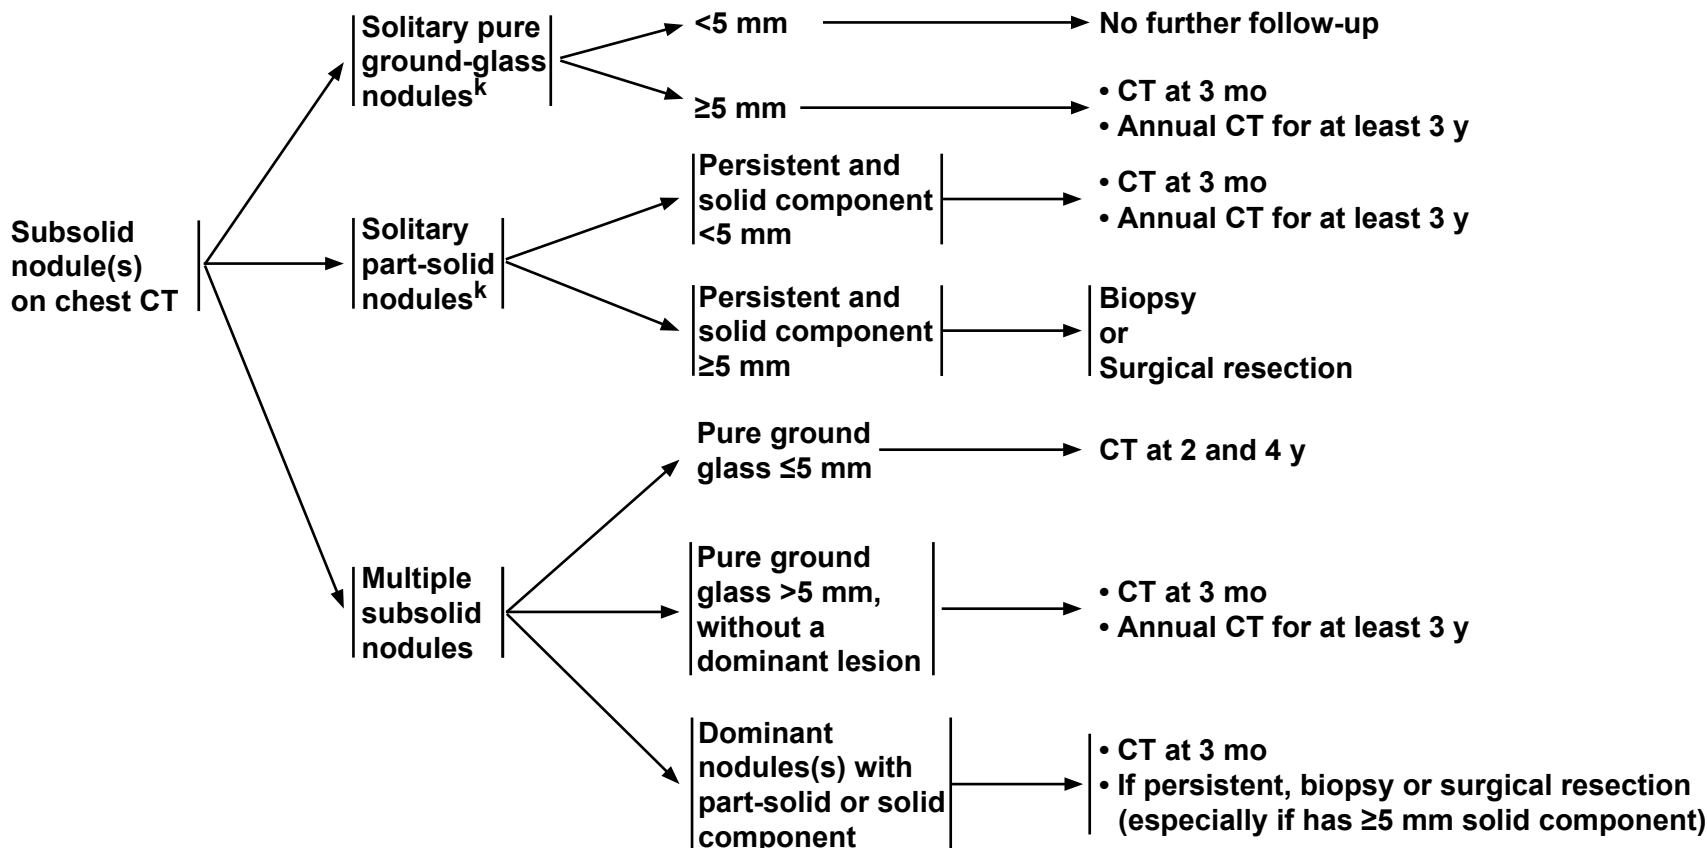 Subsolid
nodule(s)
on chest CT
Solitary pure
ground-glass
nodulesk
<5 mm
No further follow-up
≥5 mm
• CT at 3 mo
• Annual CT for at least 3 y
Solitary
part-solid
nodulesk
Persistent and
solid component
<5 mm
• CT at 3 mo
• Annual CT for at least 3 y
Persistent and
solid component
≥5 mm
Biopsy
or
Surgical resection
Multiple
subsolid
nodules
Pure ground
glass ≤5 mm
CT at 2 and 4 y
Pure ground
glass >5 mm,
without a
dominant lesion
• CT at 3 mo
• Annual CT for at least 3 y
Dominant
nodules(s) with
part-solid or solid
component
• CT at 3 mo
• If persistent, biopsy or surgical resection
(especially if has ≥5 mm solid component)